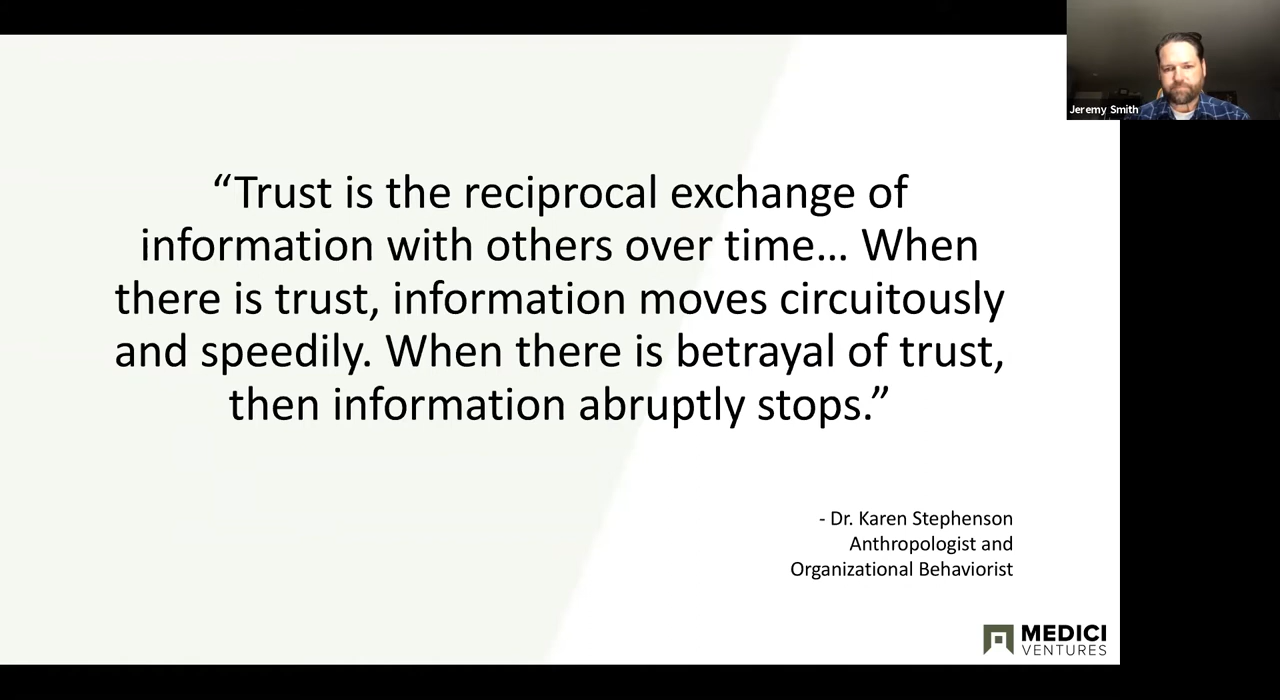 Jeremy Smith
“Trust is the reciprocal exchange of
information with others over time... When
there is trust, information moves circuitously
and speedily. When there is betrayal of trust,
then information abruptly stops.”
- Dr. Karen Stephenson
Anthropologist and
Organizational Behaviorist
MEDICI
VENTURES